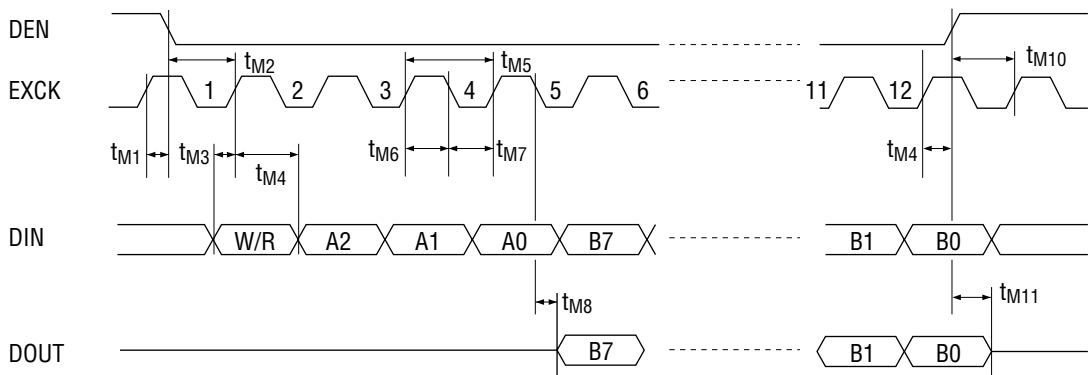 DEN
tM2 tM5 tM10
EXCK 1 2 3 4 5 6 11 12
tM1 tM3 tM4 tM6 tM7 tM4
DIN W/R A2 A1 A0 B7 B1 B0
tM8 tM11
DOUT B7 B1 B0